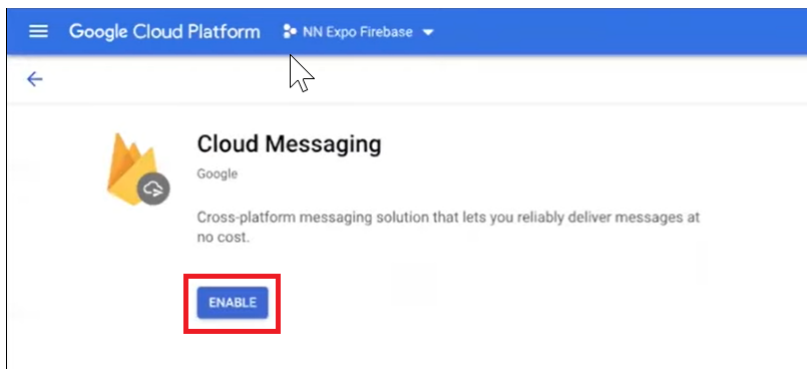 Google Cloud Platform NN Expo Firebase
Cloud Messaging
Google
Cross-platform messaging solution that lets you reliably deliver messages at
no cost.
ENABLE